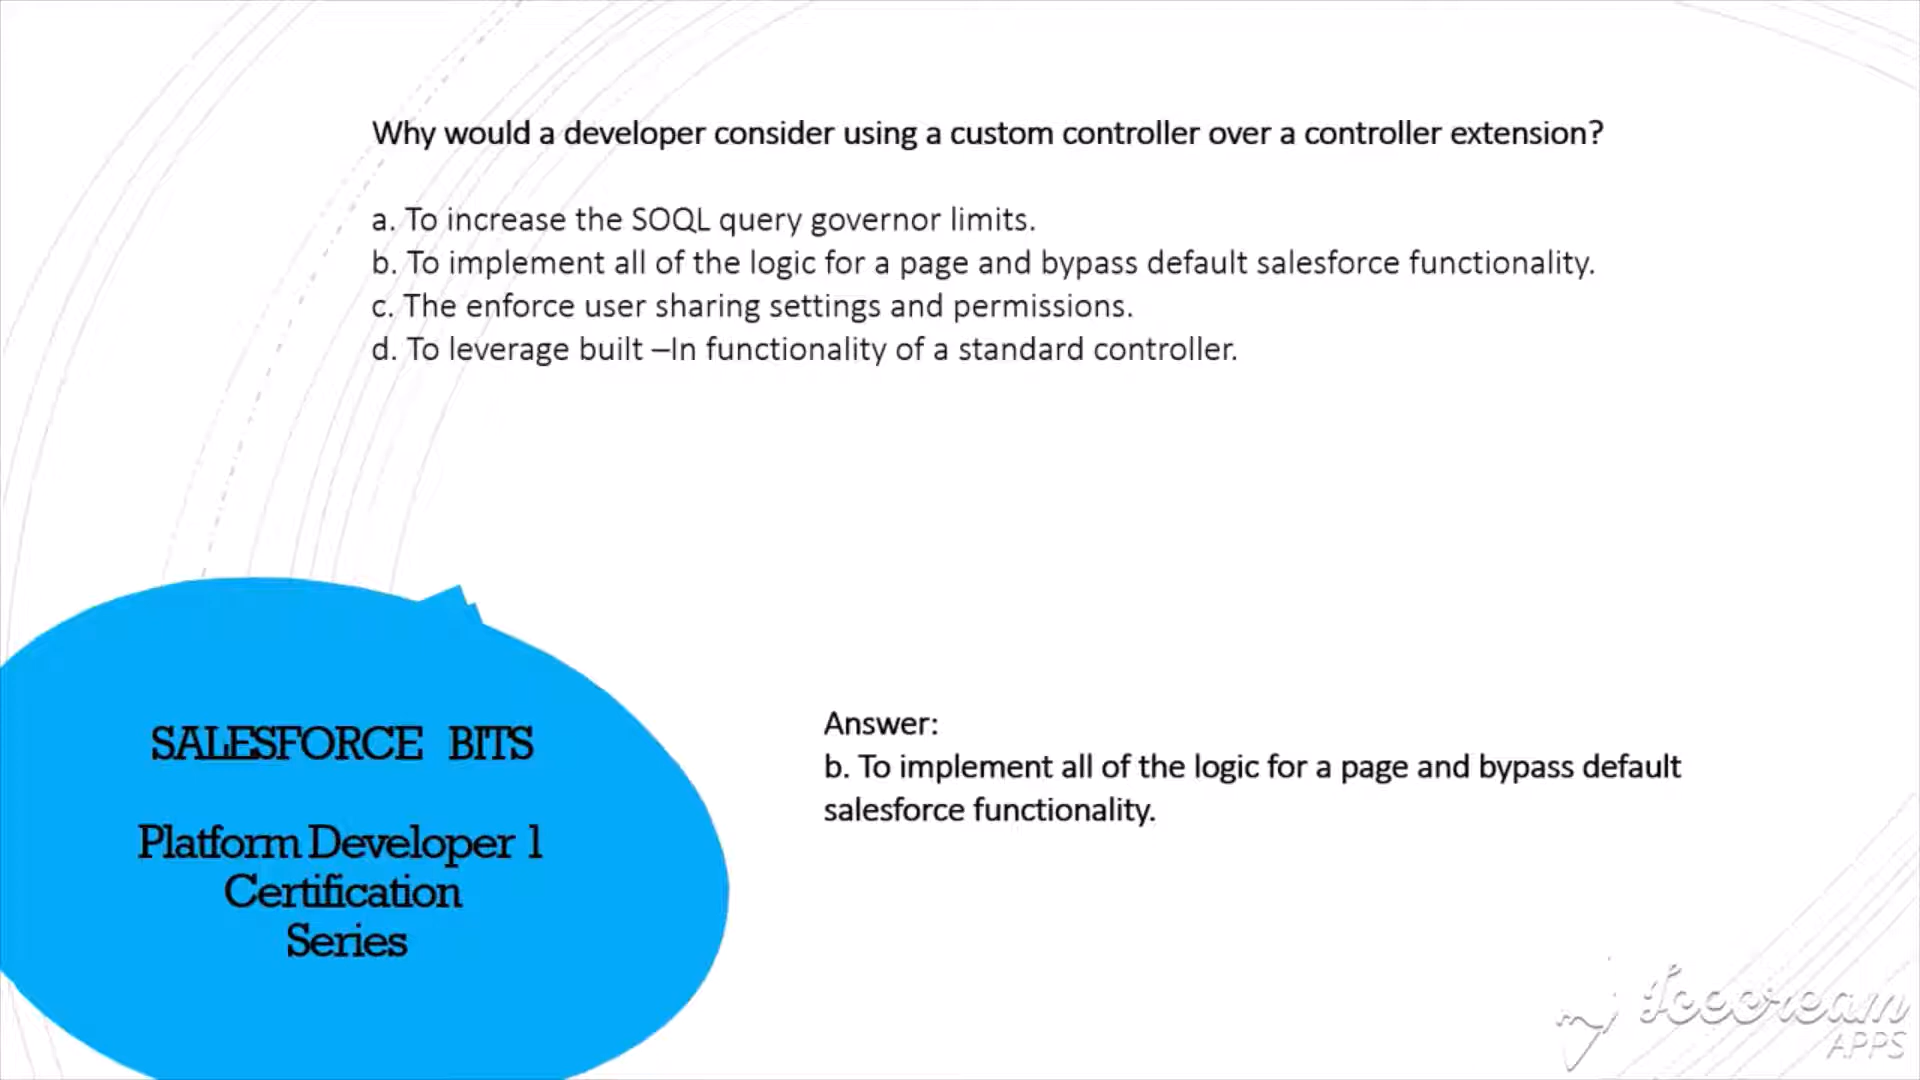 Why would a developer consider using a custom controller over a controller extension?
a. To increase the SOQL query governor limits.
b. To implement all of the logic for a page and bypass default salesforce functionality.
c. The enforce user sharing settings and permissions.
d. To leverage built –In functionality of a standard controller.
SALESFORCE BITS
Platform Developer 1
Certification
Series
Answer:
b. To implement all of the logic for a page and bypass default
salesforce functionality.
Icecream
APPS